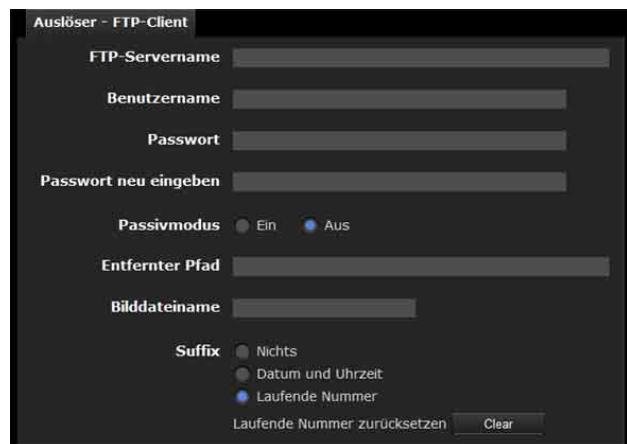 Auslöser - FTP-Client
FTP-Servername
Benutzername
Passwort
Passwort neu eingeben
Passivmodus Ein Aus
Entfernter Pfad
Bilddateiname
Suffix Nichts
Datum und Uhrzeit
Laufende Nummer
Laufende Nummer zurücksetzen Clear